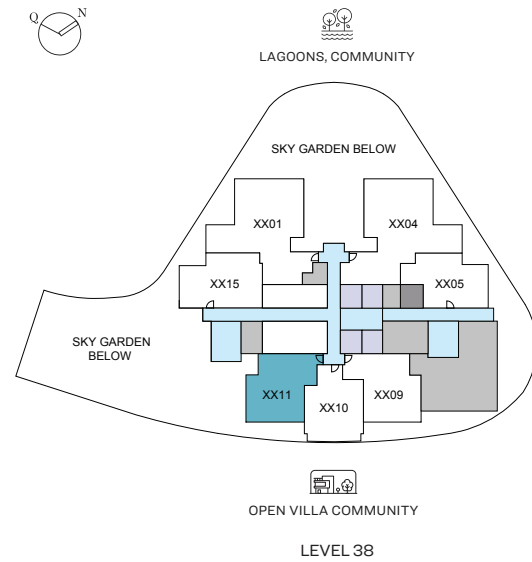 Q N
LAGOONS, COMMUNITY
SKY GARDEN BELOW
XX01 XX04
XX15 XX05
SKY GARDEN
BELOW
XX11 XX09
XX10
OPEN VILLA COMMUNITY
LEVEL 38